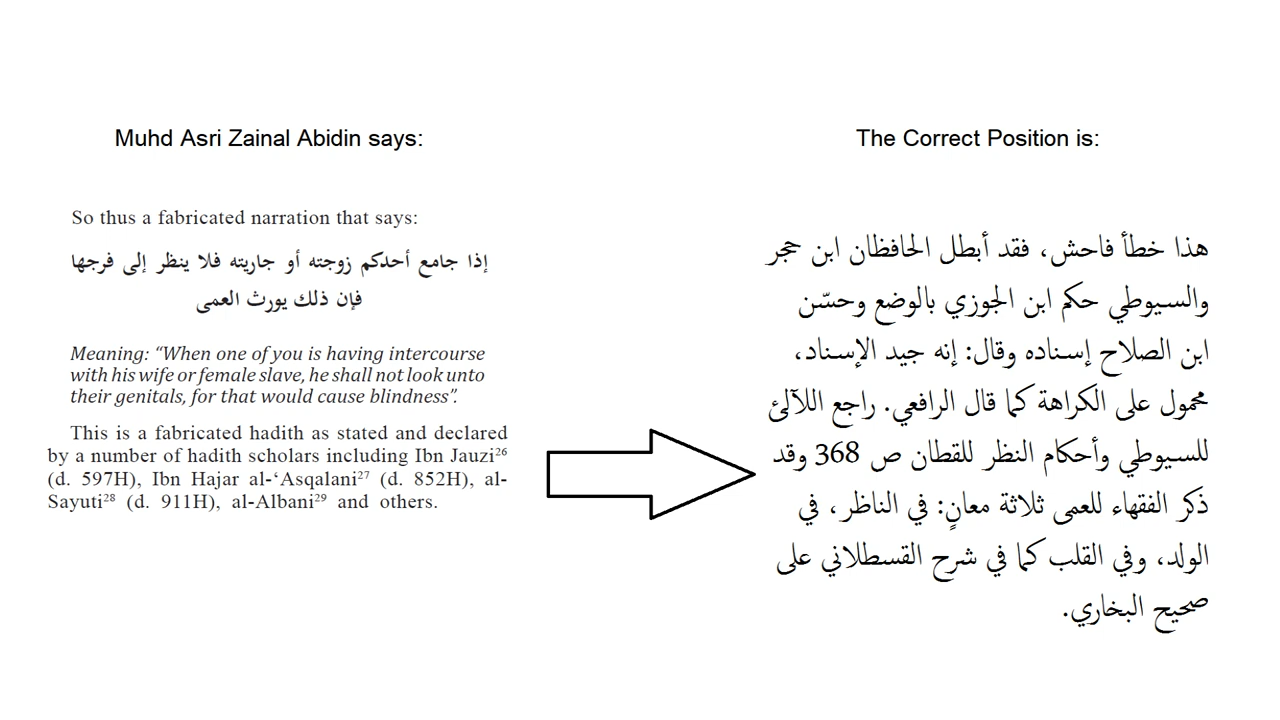 Muhd Asri Zainal Abidin says:
So thus a fabricated narration that says:
إذا جامع أحدكم زوجته أو جاريته فلا ينظر إلى فرجها
فإن ذلك يورث العمى
Meaning: “When one of you is having intercourse
with his wife or female slave, he shall not look unto
their genitals, for that would cause blindness”.
This is a fabricated hadith as stated and declared
by a number of hadith scholars including Ibn Jauzi²⁶
(d. 597H), Ibn Hajar al-‘Asqalani²⁷ (d. 852H), al-
Sayuti²⁸ (d. 911H), al-Albani²⁹ and others.
The Correct Position is:
هذا خطأ فاحش، فقد أبطل الحافظان ابن حجر
والسيوطي حكم ابن الجوزي بالوضع وحسّن
ابن الصلاح إسناده وقال: إنه جيد الإسناد،
محمول على الكراهة كما قال الرافعي. راجع اللآلئ
للسيوطي وأحكام النظر للقطان ص 368 وقد
ذكر الفقهاء للعمى ثلاثة معانٍ: في الناظر، في
الولد، وفي القلب كما في شرح القسطلاني على
صحيح البخاري.